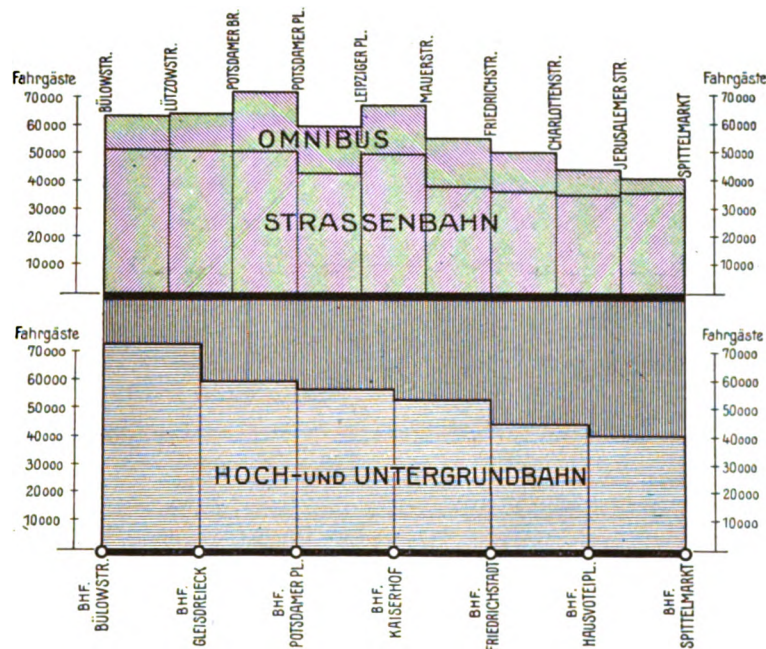 BÜLOWSTR.
LÜTZOWSTR.
POTSDAMER BR.
POTSDAMER PL.
LEIPZIGER PL.
MAUERSTR.
FRIEDRICHSTR.
CHARLOTTENSTR.
JERUSALEMER STR.
SPITTELMARKT
Fahrgäste
70000
60000
50000
40000
30000
20000
10000
Fahrgäste
70000
60000
50000
40000
30000
20000
10000
OMNIBUS
STRASSENBAHN
Fahrgäste
70000
60000
50000
40000
30000
20000
10000
Fahrgäste
70000
60000
50000
40000
30000
20000
10000
HOCH- UND UNTERGRUNDBAHN
BHF.
BÜLOWSTR.
BHF.
GLEISDREIECK
BHF.
POTSDAMER PL.
BHF.
KAISERHOF
BHF.
FRIEDRICHSTADT
BHF.
HAUSVOTEIPL.
BHF.
SPITTELMARKT